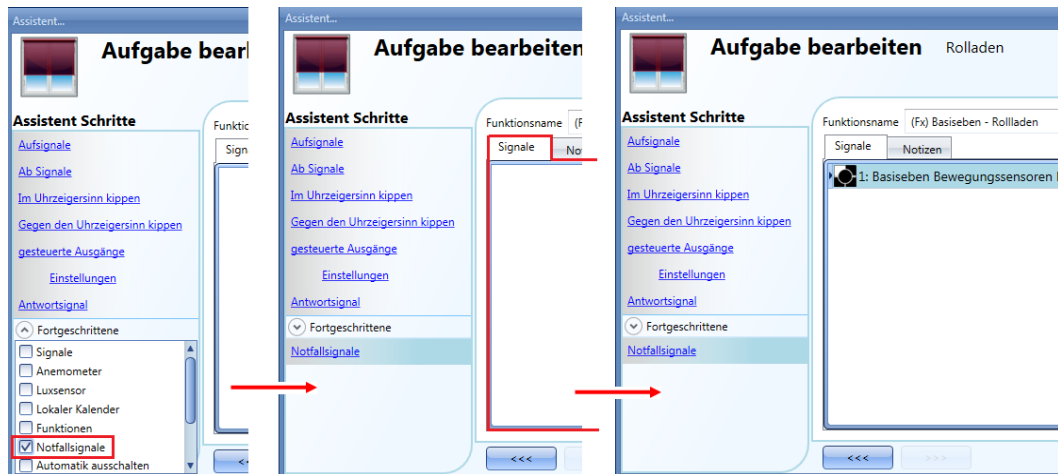 Assistent...
Aufgabe bear
Assistent Schritte
Aufsignale
Ab Signale
Im Uhrzeigersinn kippen
Gegen den Uhrzeigersinn kippen
gesteuerte Ausgänge
Einstellungen
Antwortsignal
Fortgeschrittene
Signale
Anemometer
Luxsensor
Lokaler Kalender
Funktionen
Notfallsignale
Automatik ausschalten
Funktio
Sign
<<
Assistent...
Aufgabe bearbeiten
Assistent Schritte
Aufsignale
Ab Signale
Im Uhrzeigersinn kippen
Gegen den Uhrzeigersinn kippen
gesteuerte Ausgänge
Einstellungen
Antwortsignal
Fortgeschrittene
Notfallsignale
Funktionsname (F
Signale No
<<<
Assistent...
Aufgabe bearbeiten Rolladen
Assistent Schritte
Aufsignale
Ab Signale
Im Uhrzeigersinn kippen
Gegen den Uhrzeigersinn kippen
gesteuerte Ausgänge
Einstellungen
Antwortsignal
Fortgeschrittene
Notfallsignale
Funktionsname (Fx) Basiseben - Rollladen
Signale Notizen
1: Basiseben Bewegungssensoren
<<< >>>